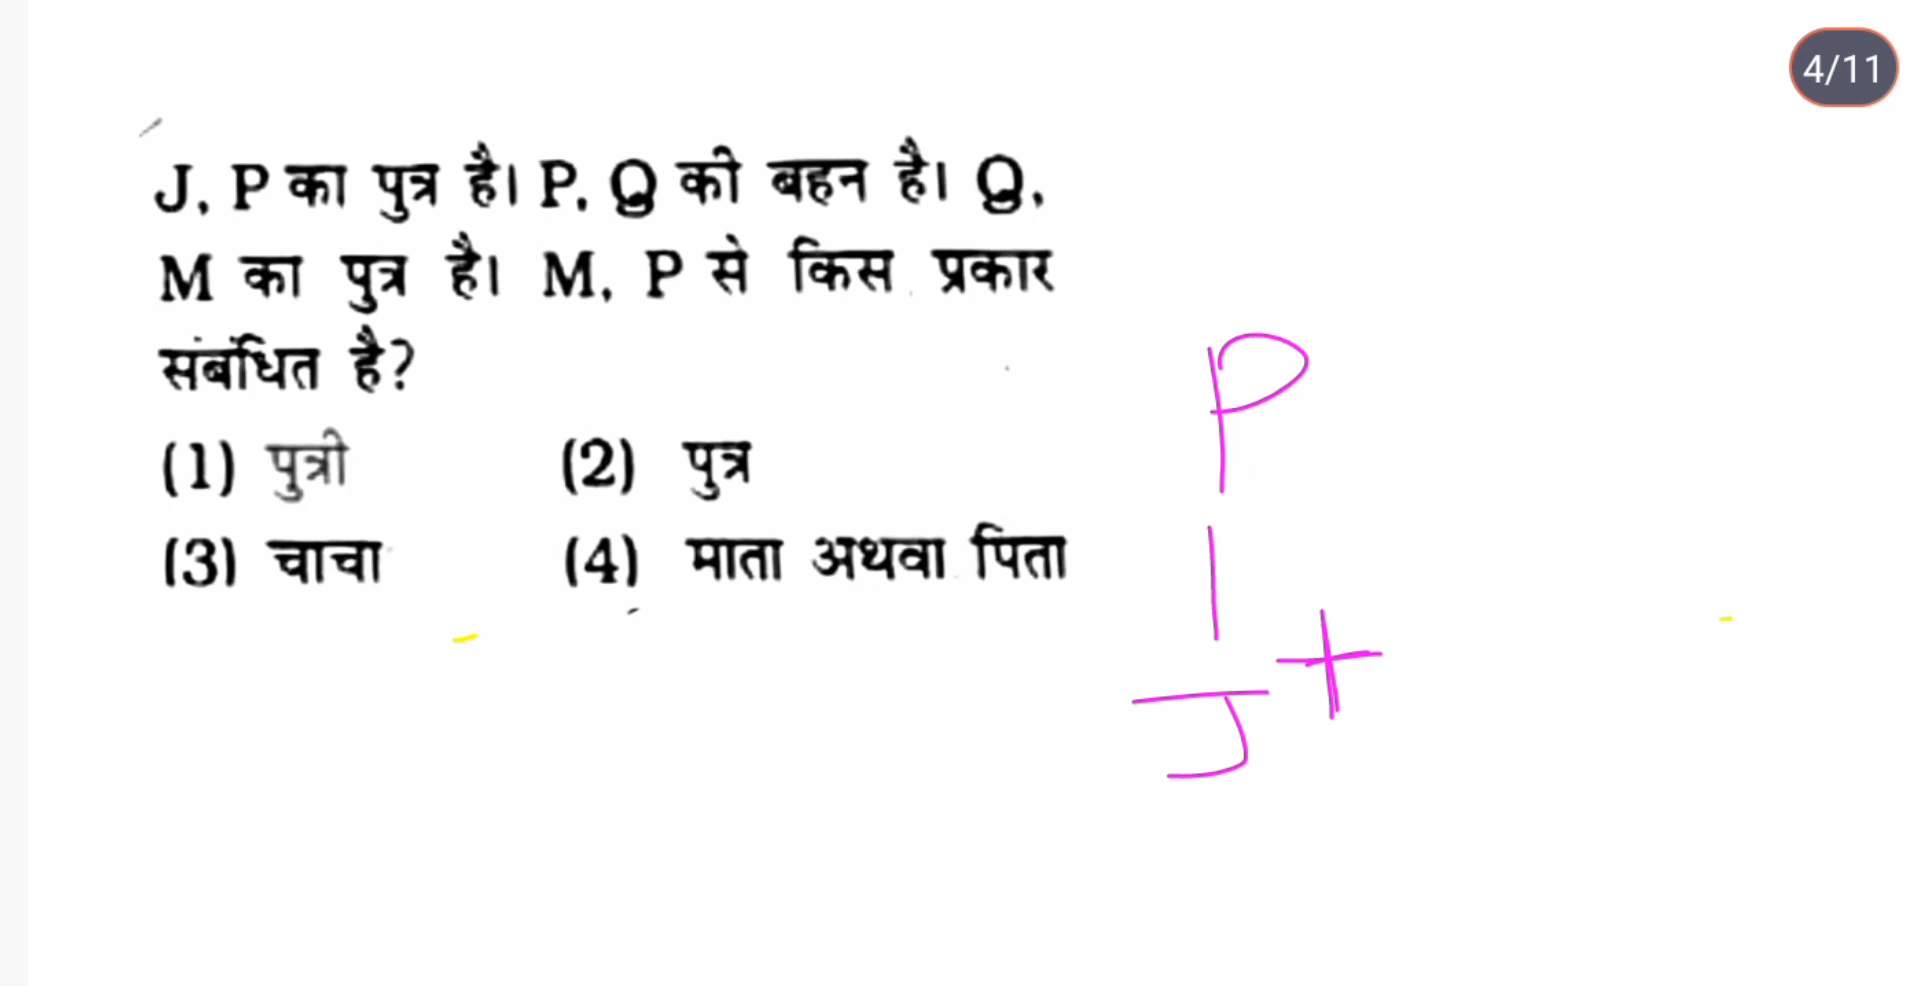 4/11
J, P का पुत्र है। P, Q की बहन है। Q,
M का पुत्र है। M, P से किस प्रकार
संबंधित है?
(1) पुत्री (2) पुत्र
(3) चाचा (4) माता अथवा पिता
P
|
J +